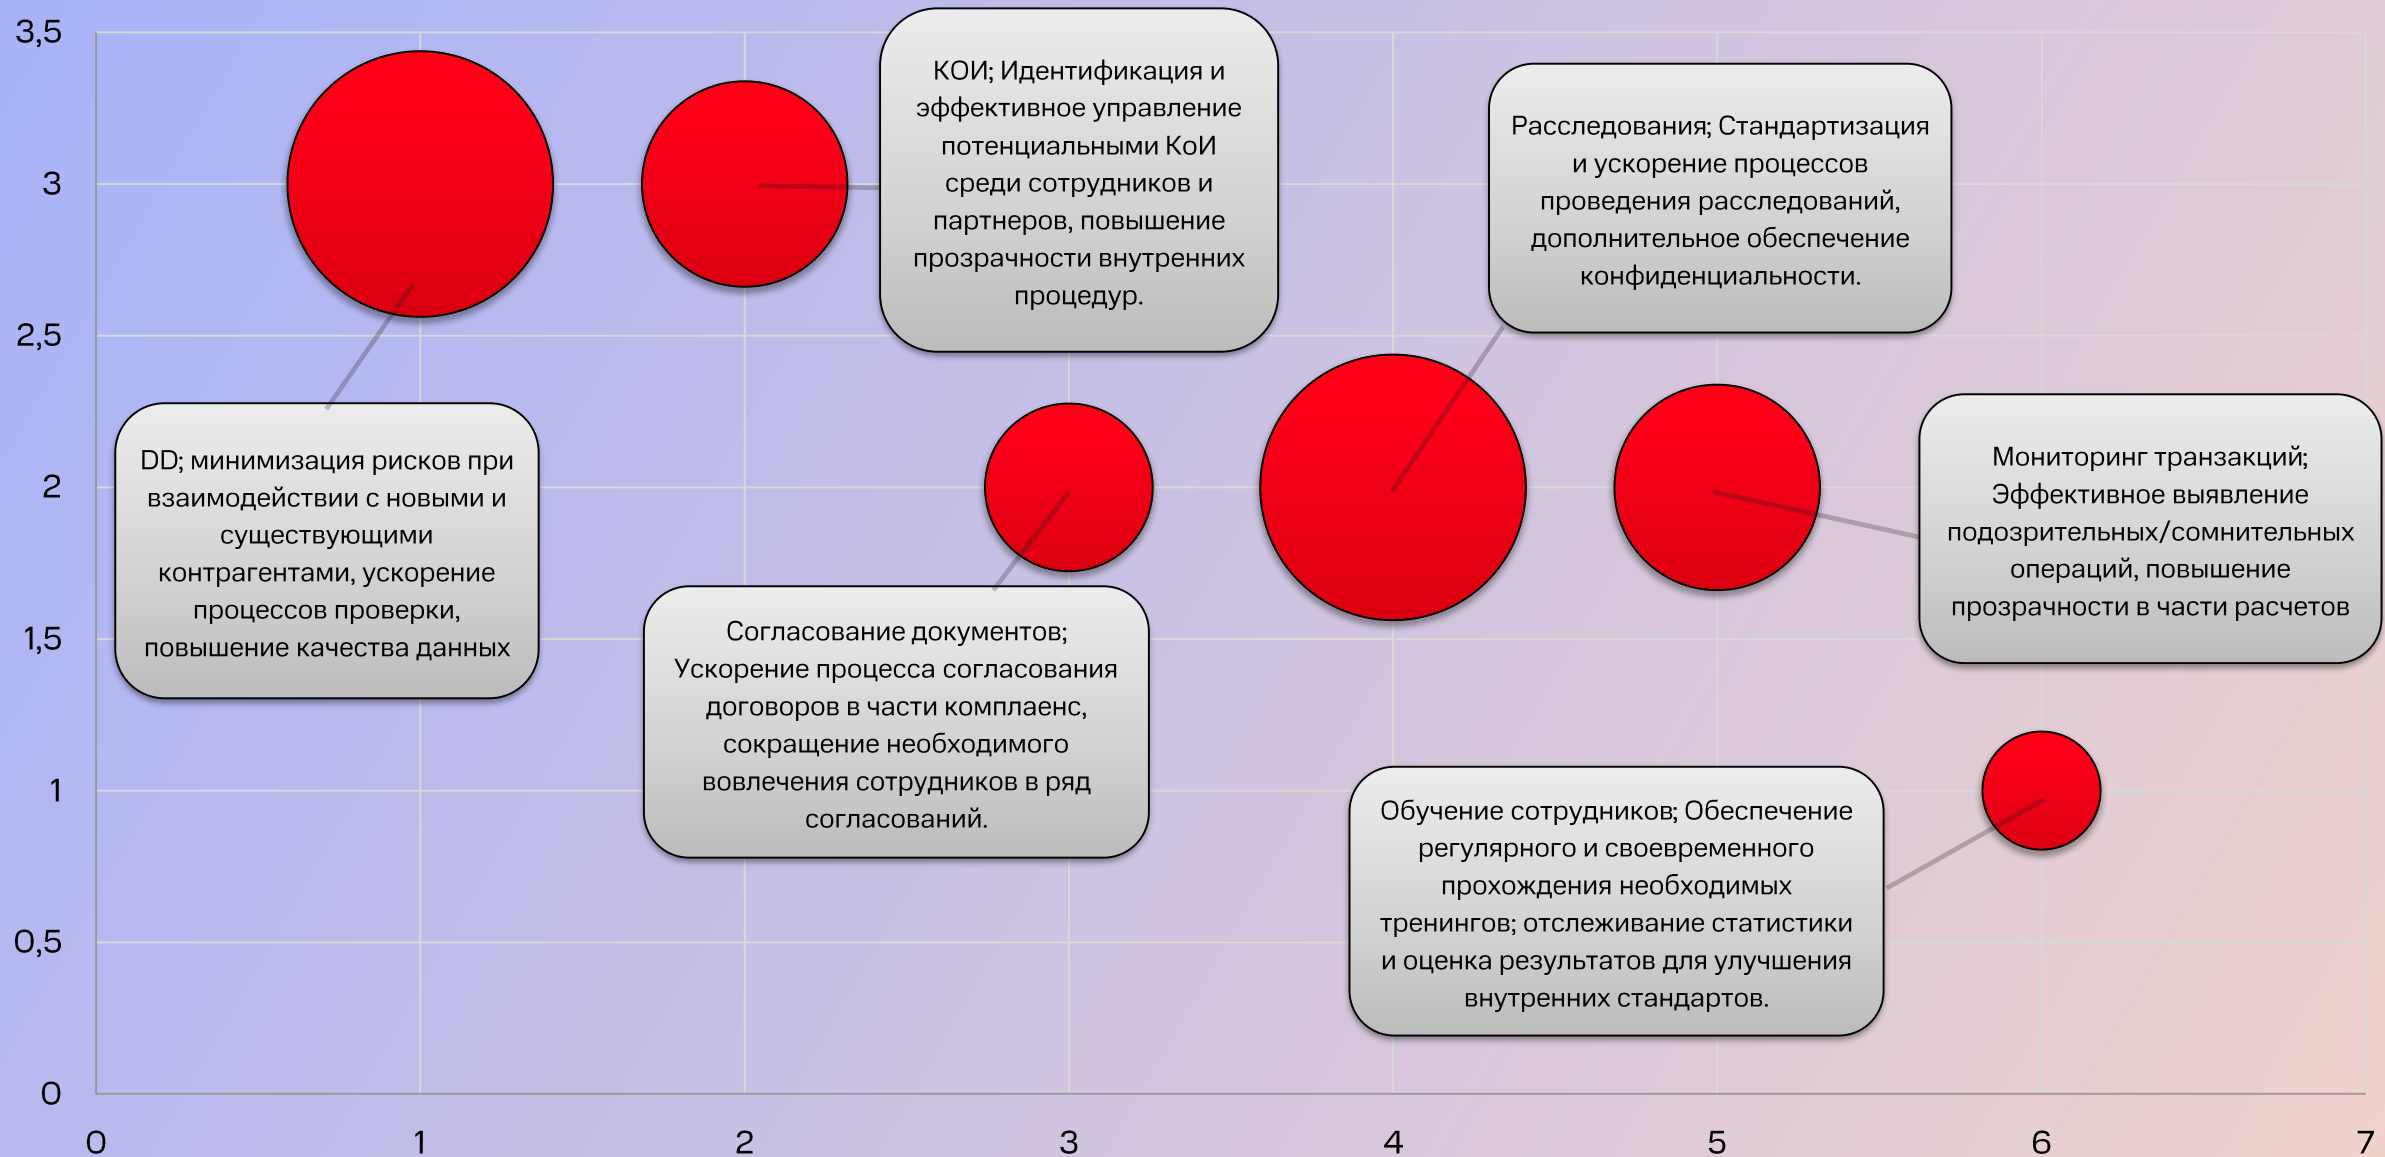 3,5
3
2,5
2
1,5
1
0,5
0
КОИ; Идентификация и
эффективное управление
потенциальными КоИ
среди сотрудников и
партнеров, повышение
прозрачности внутренних
процедур.
Расследования; Стандартизация
и ускорение процессов
проведения расследований,
дополнительное обеспечение
конфиденциальности.
DD; минимизация рисков при
взаимодействии с новыми и
существующими
контрагентами, ускорение
процессов проверки,
повышение качества данных
Мониторинг транзакций;
Эффективное выявление
подозрительных/сомнительных
операций, повышение
прозрачности в части расчетов
Согласование документов;
Ускорение процесса согласования
договоров в части комплаенс,
сокращение необходимого
вовлечения сотрудников в ряд
согласований.
Обучение сотрудников; Обеспечение
регулярного и своевременного
прохождения необходимых
тренингов; отслеживание статистики
и оценка результатов для улучшения
внутренних стандартов.
0 1 2 3 4 5 6 7